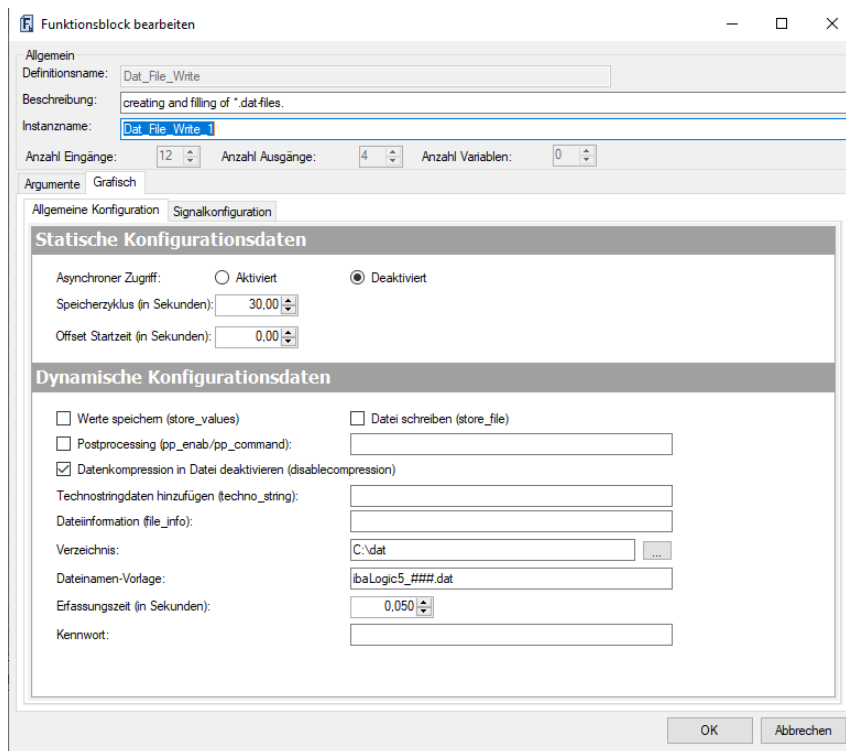 Funktionsblock bearbeiten
Allgemein
Definitionsname: Dat_File_Write
Beschreibung: creating and filling of *.dat-files.
Instanzname: Dat_File_Write_1
Anzahl Eingänge: 12 Anzahl Ausgänge: 4 Anzahl Variablen: 0
Argumente Grafisch
Allgemeine Konfiguration Signalkonfiguration
Statische Konfigurationsdaten
Asynchroner Zugriff: Aktiviert Deaktiviert
Speicherzyklus (in Sekunden): 30,00
Offset Startzeit (in Sekunden): 0,00
Dynamische Konfigurationsdaten
Werte speichern (store_values) Datei schreiben (store_file)
Postprocessing (pp_enab/pp_command):
Datenkompression in Datei deaktivieren (disablecompression)
Technostringdaten hinzufügen (techno_string):
Dateiinformation (file_info):
Verzeichnis: C:\dat ...
Dateinamen-Vorlage: ibaLogic5_###.dat
Erfassungszeit (in Sekunden): 0,050
Kennwort:
OK Abbrechen